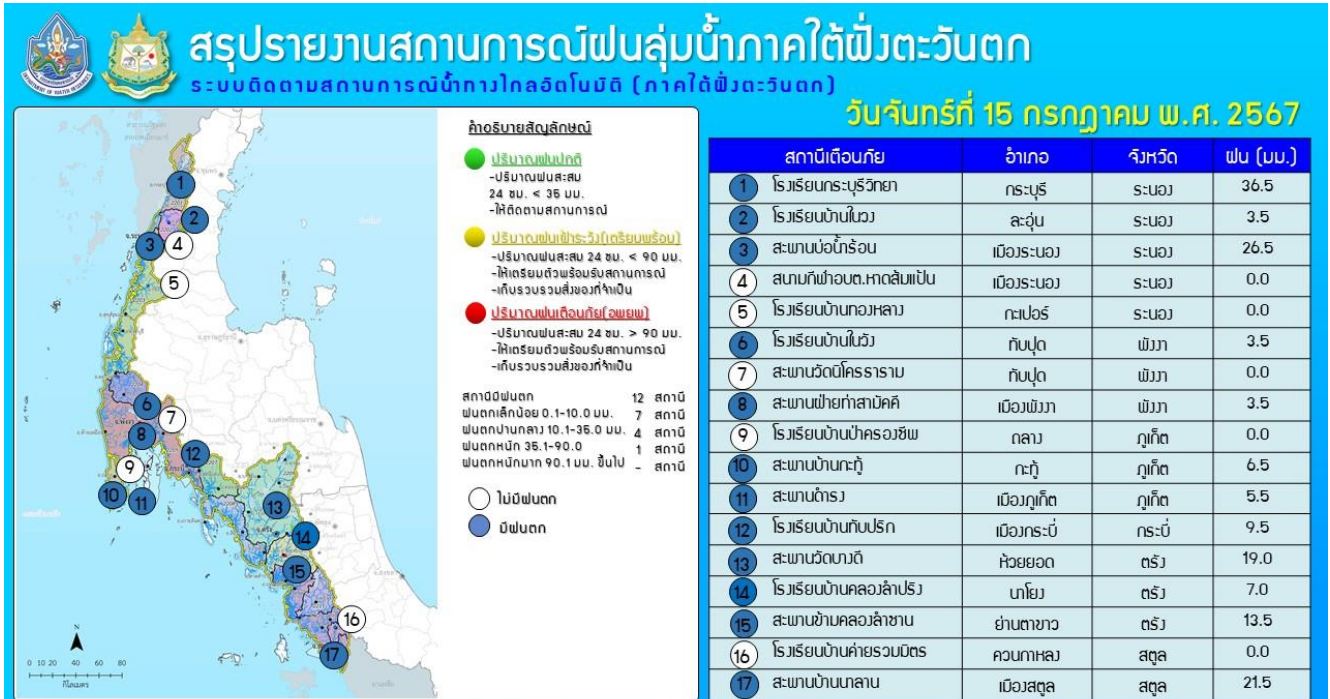 สรุปรายงานสถานการณ์ฝนลุ่มน้ำภาคใต้ฝั่งตะวันตก
ระบบติดตามสถานการณ์น้ำทางไกลอัตโนมัติ (ภาคใต้ฝั่งตะวันตก)
วันจันทร์ที่ 15 กรกฎาคม พ.ศ. 2567
คำอธิบายสัญลักษณ์
ปริมาณฝนปกติ
-ปริมาณฝนสะสม
24 ชม. < 35 มม.
-ให้ติดตามสถานการณ์
ปริมาณฝนเฝ้าระวัง(เตรียมพร้อม)
-ปริมาณฝนสะสม 24 ชม. < 90 มม.
-ให้เตรียมตัวพร้อมรับสถานการณ์
-เก็บรวบรวมสิ่งของที่จำเป็น
ปริมาณฝนเตือนภัย(อพยพ)
-ปริมาณฝนสะสม 24 ชม. > 90 มม.
-ให้เตรียมตัวพร้อมรับสถานการณ์
-เก็บรวบรวมสิ่งของที่จำเป็น
สถานีมีฝนตก 12 สถานี
ฝนตกเล็กน้อย 0.1-10.0 มม. 7 สถานี
ฝนตกปานกลาง 10.1-35.0 มม. 4 สถานี
ฝนตกหนัก 35.1-90.0 1 สถานี
ฝนตกหนักมาก 90.1 มม. ขึ้นไป - สถานี
ไม่มีฝนตก
มีฝนตก
1
2
3
4
5
6
7
8
9
10
11
12
13
14
15
16
17
N
0 10 20 40 60 80
กิโลเมตร
สถานีเตือนภัย อำเภอ จังหวัด ฝน (มม.)
1 โรงเรียนกระบุรีวิทยา กระบุรี ระนอง 36.5
2 โรงเรียนบ้านในวง ละอุ่น ระนอง 3.5
3 สะพานบ่อน้ำร้อน เมืองระนอง ระนอง 26.5
4 สนามกีฬาอบต.หาดส้มแป้น เมืองระนอง ระนอง 0.0
5 โรงเรียนบ้านทองหลาง กะเปอร์ ระนอง 0.0
6 โรงเรียนบ้านในวัง ทับปุด พังงา 3.5
7 สะพานวัดนิโครธาราม ทับปุด พังงา 0.0
8 สะพานฝ่ายท่าสามัคคี เมืองพังงา พังงา 3.5
9 โรงเรียนบ้านป่าครองชีพ ถลาง ภูเก็ต 0.0
10 สะพานบ้านกะทู้ กะทู้ ภูเก็ต 6.5
11 สะพานดำรง เมืองภูเก็ต ภูเก็ต 5.5
12 โรงเรียนบ้านทับปริก เมืองกระบี่ กระบี่ 9.5
13 สะพานวัดบางดี ห้วยยอด ตรัง 19.0
14 โรงเรียนบ้านคลองลำปริง นาโยง ตรัง 7.0
15 สะพานข้ามคลองลำชาน ย่านตาขาว ตรัง 13.5
16 โรงเรียนบ้านค่ายรวมมิตร ควนกาหลง สตูล 0.0
17 สะพานบ้านนาลาน เมืองสตูล สตูล 21.5